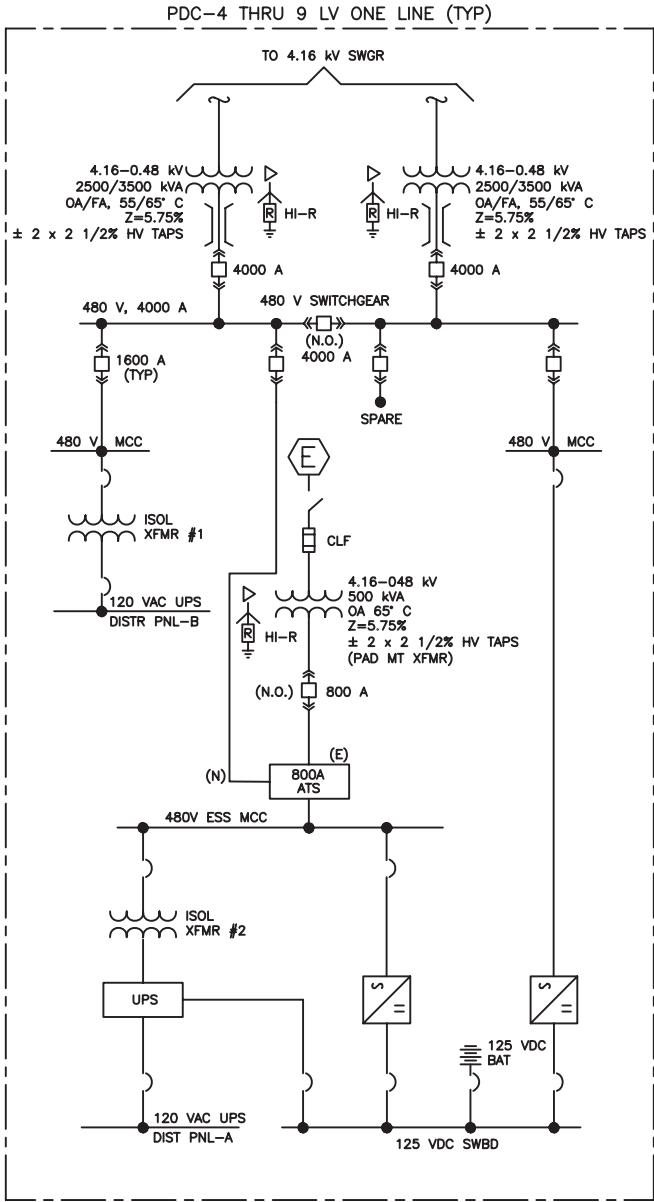 PDC-4 THRU 9 LV ONE LINE (TYP)
TO 4.16 kV SWGR
4.16-0.48 kV
2500/3500 kVA
OA/FA, 55/65° C
Z=5.75%
± 2 x 2 1/2% HV TAPS
R
HI-R
R
HI-R
4.16-0.48 kV
2500/3500 kVA
OA/FA, 55/65° C
Z=5.75%
± 2 x 2 1/2% HV TAPS
4000 A
4000 A
480 V, 4000 A
480 V SWITCHGEAR
(N.O.)
4000 A
1600 A
(TYP)
SPARE
480 V MCC
480 V MCC
E
ISOL
XFMR #1
CLF
120 VAC UPS
DISTR PNL-B
R
HI-R
4.16-048 kV
500 kVA
OA 65° C
Z=5.75%
± 2 x 2 1/2% HV TAPS
(PAD MT XFMR)
(N.O.)
800 A
(E)
(N)
800A
ATS
480V ESS MCC
ISOL
XFMR #2
UPS
125 VDC
BAT
120 VAC UPS
DIST PNL-A
125 VDC SWBD